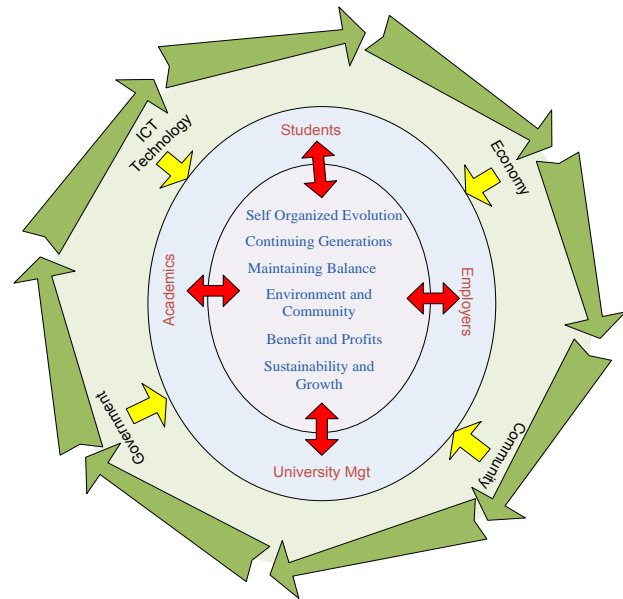 Students
ICT
Technology
Economy
Self Organized Evolution
Continuing Generations
Maintaining Balance
Environment and
Community
Benefit and Profits
Sustainability and
Growth
Academics
Employers
Government
Community
University Mgt